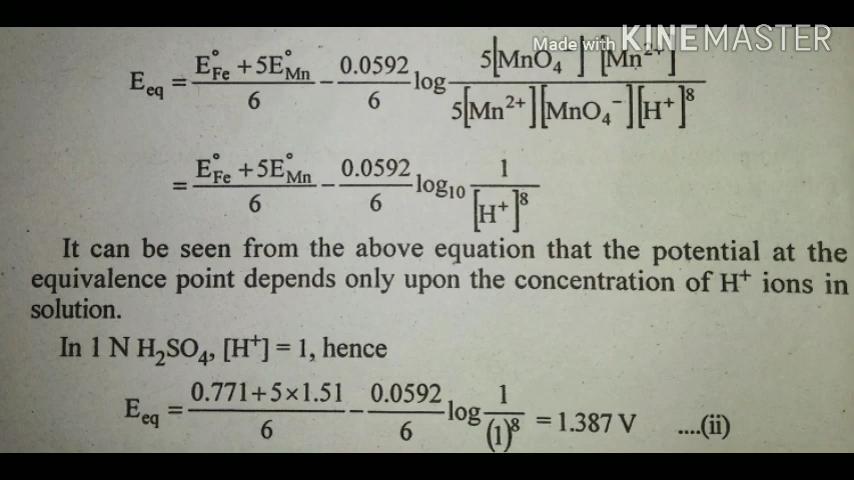 Made with KINEMASTER
E_eq = (E°_Fe + 5E°_Mn)/6 − 0.0592/6 log 5[MnO₄⁻] [Mn²⁺] / 5[Mn²⁺][MnO₄⁻][H⁺]⁸
= (E°_Fe + 5E°_Mn)/6 − 0.0592/6 log₁₀ 1/[H⁺]⁸
It can be seen from the above equation that the potential at the
equivalence point depends only upon the concentration of H⁺ ions in
solution.
In 1 N H₂SO₄, [H⁺] = 1, hence
E_eq = (0.771+5×1.51)/6 − 0.0592/6 log 1/(1)⁸ = 1.387 V ....(ii)